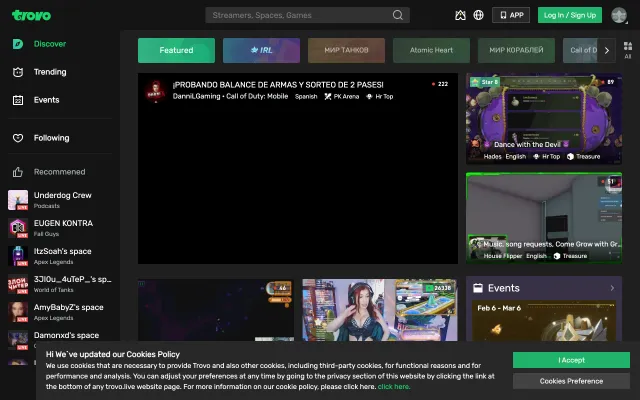 trovo
Streamers, Spaces, Games
APP
Log In / Sign Up
Discover
Trending
Events
Following
Recommened
Underdog Crew
Podcasts
LIVE
EUGEN KONTRA
Fall Guys
LIVE
ItzSoah's space
Apex Legends
LIVE
3JI0u_4uTeP_'s sp...
World of Tanks
LIVE
AmyBabyZ's space
Apex Legends
LIVE
Damonxd's space
Apex Legends
LIVE
Featured
IRL
МИР ТАНКОВ
Atomic Heart
МИР КОРАБЛЕЙ
Call of D
All
¡PROBANDO BALANCE DE ARMAS Y SORTEO DE 2 PASES!
DanniLGaming • Call of Duty: Mobile Spanish PK Arena Hr Top
222
Star 8
89
Dance with the Devil
Hades English Hr Top Treasure
51
Music, song requests, Come Grow with Gr...
House Flipper English Treasure
46
26338
Events
Feb 6 - Mar 6
Hi We've updated our Cookies Policy
We use cookies that are necessary to provide Trovo and also other cookies, including third-party cookies, for functional reasons and for
performance and analysis. You can adjust your preferences at any time by going to the privacy section of this website by clicking the link at
the bottom of any trovo.live website page. For more information on our cookie policy, please click here. click here.
I Accept
Cookies Preference